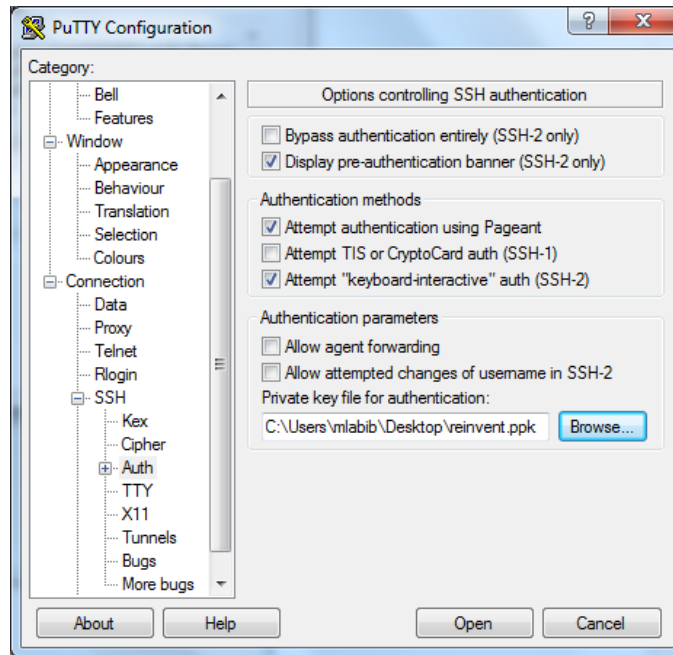 PuTTY Configuration
Category:
Bell
Features
Window
Appearance
Behaviour
Translation
Selection
Colours
Connection
Data
Proxy
Telnet
Rlogin
SSH
Kex
Cipher
Auth
TTY
X11
Tunnels
Bugs
More bugs
Options controlling SSH authentication
Bypass authentication entirely (SSH-2 only)
Display pre-authentication banner (SSH-2 only)
Authentication methods
Attempt authentication using Pageant
Attempt TIS or CryptoCard auth (SSH-1)
Attempt "keyboard-interactive" auth (SSH-2)
Authentication parameters
Allow agent forwarding
Allow attempted changes of username in SSH-2
Private key file for authentication:
C:\Users\mlabib\Desktop\reinvent.ppk
Browse...
About
Help
Open
Cancel